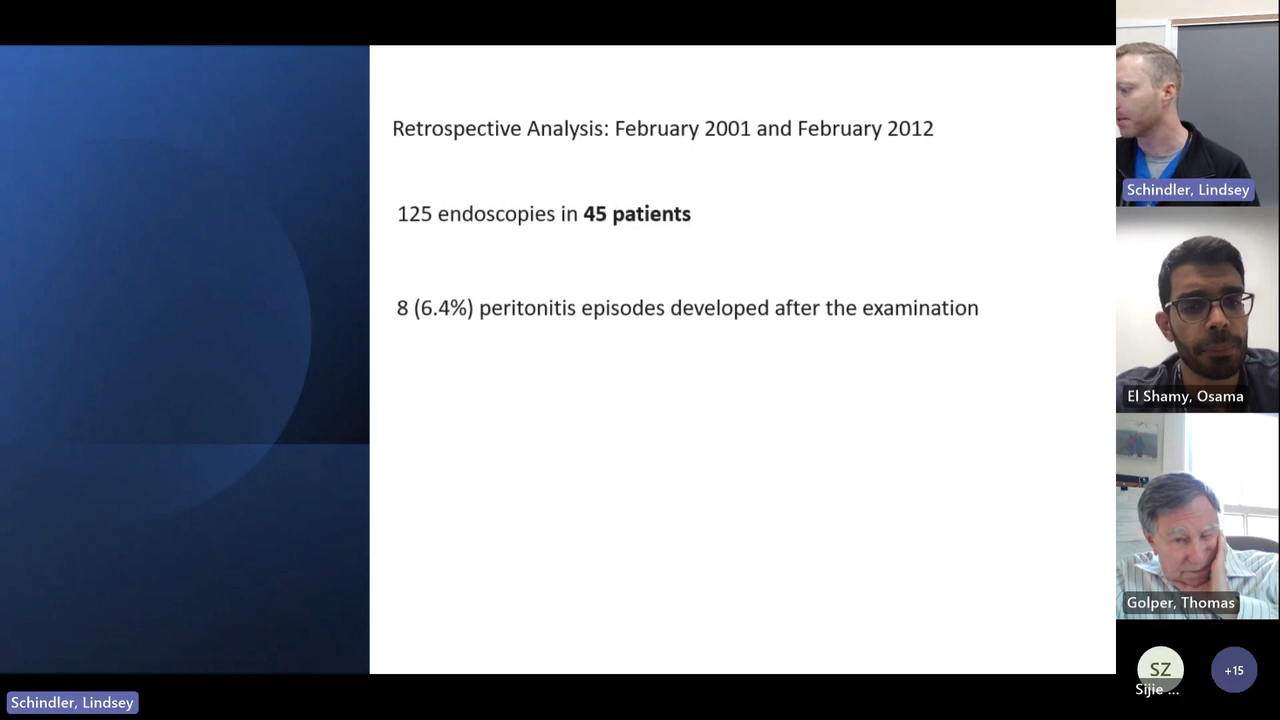 Retrospective Analysis: February 2001 and February 2012
125 endoscopies in 45 patients
8 (6.4%) peritonitis episodes developed after the examination
Schindler, Lindsey
El Shamy, Osama
Golper, Thomas
SZ
Sijie ...
+15
Schindler, Lindsey